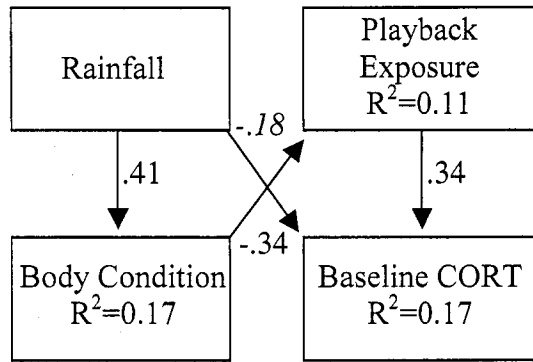 Rainfall
Playback
Exposure
R²=0.11
-.18
.41
.34
-.34
Body Condition
R²=0.17
Baseline CORT
R²=0.17